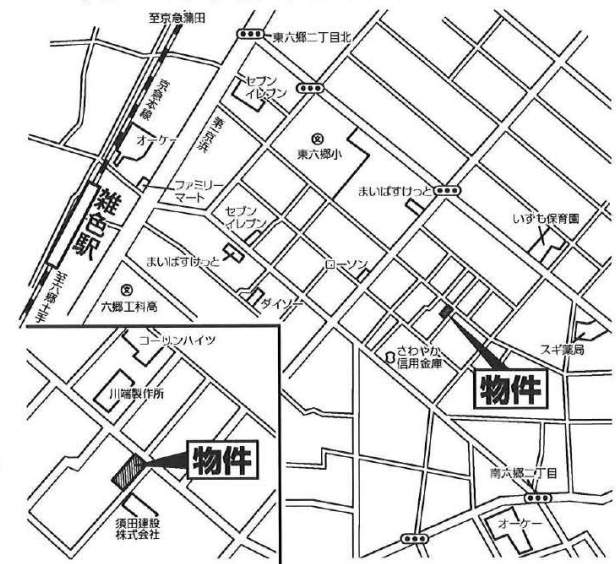 至京急蒲田
東六郷二丁目北
セブン
イレブン
京急本線
第一京浜
オーケー
東六郷小
ファミリー
マート
まいばすけっと
雑色駅
セブン
イレブン
いずも保育園
まいばすけっと
ローソン
至六郷土手
六郷工科高
ダイソー
さわやか
信用金庫
スギ薬局
物件
コーリンハイツ
川端製作所
物件
須田建設
株式会社
南六郷二丁目
オーケー